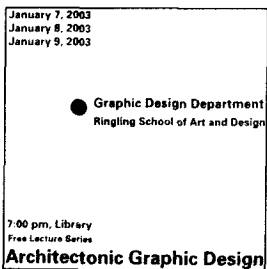 January 7, 2003
January 8, 2003
January 9, 2003
Graphic Design Department
Ringling School of Art and Design
7:00 pm, Library
Free Lecture Series
Architectonic Graphic Design